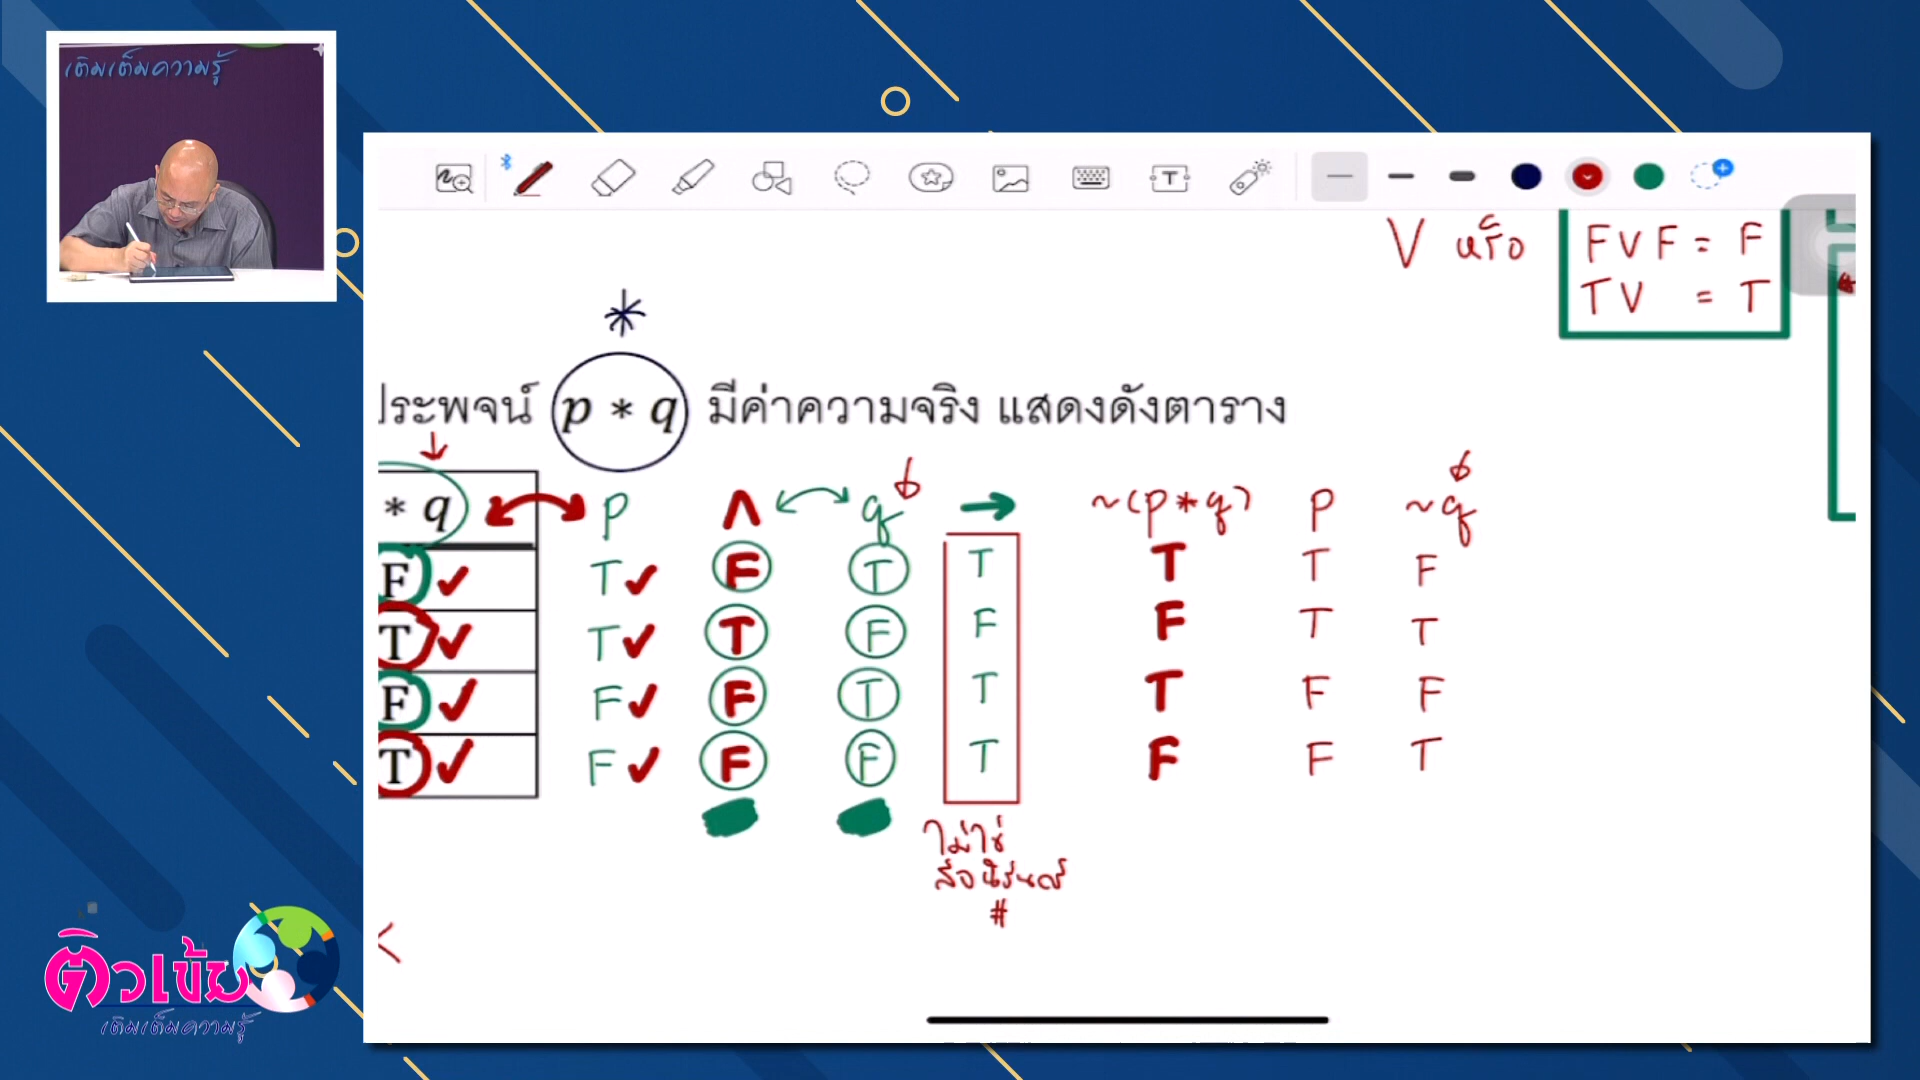 เติมเต็มความรู้
V หรือ
F V F = F
T V = T
*
ประพจน์ p * q มีค่าความจริง แสดงดังตาราง
* q p ∧ q → ~(p * q) p ~q
F ✓ T ✓ F T T T T F
T ✓ T ✓ T F F F T T
F ✓ F ✓ F T T T F F
T ✓ F ✓ F F T F F T
ไม่ใช่
สัจนิรันดร์
#
ติวเข้ม
เติมเต็มความรู้